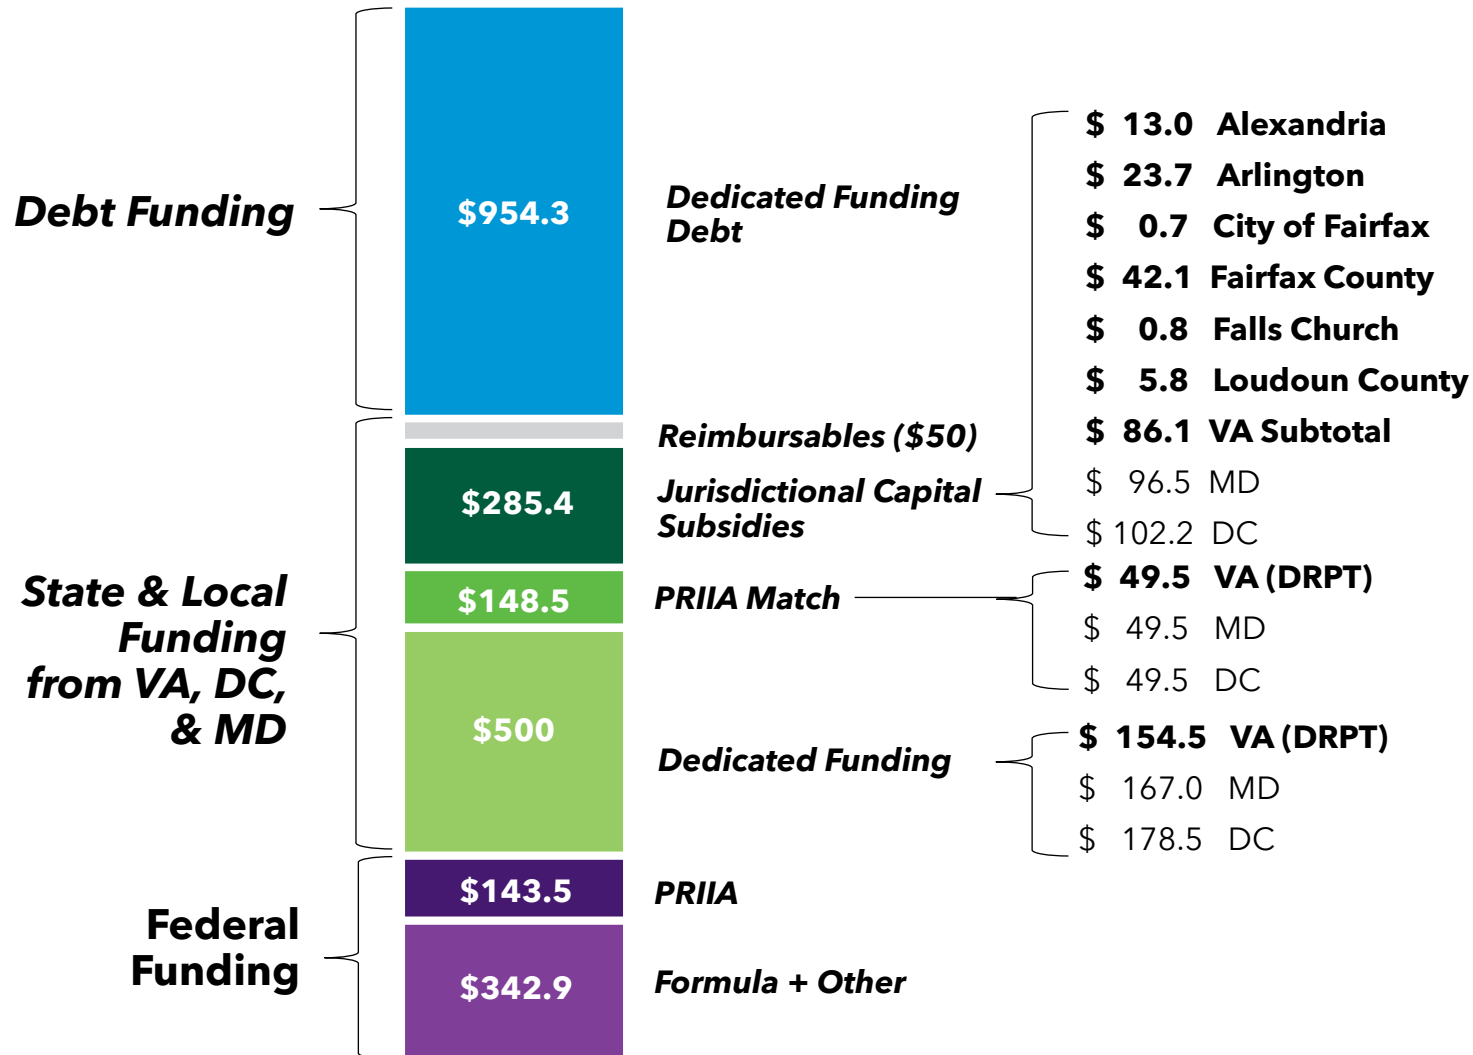 Debt Funding
$954.3
Dedicated Funding
Debt
State & Local
Funding
from VA, DC,
& MD
Reimbursables ($50)
$285.4
Jurisdictional Capital
Subsidies
$ 13.0 Alexandria
$ 23.7 Arlington
$ 0.7 City of Fairfax
$ 42.1 Fairfax County
$ 0.8 Falls Church
$ 5.8 Loudoun County
$ 86.1 VA Subtotal
$ 96.5 MD
$ 102.2 DC
$148.5
PRIIA Match
$ 49.5 VA (DRPT)
$ 49.5 MD
$ 49.5 DC
$500
Dedicated Funding
$ 154.5 VA (DRPT)
$ 167.0 MD
$ 178.5 DC
Federal
Funding
$143.5
PRIIA
$342.9
Formula + Other